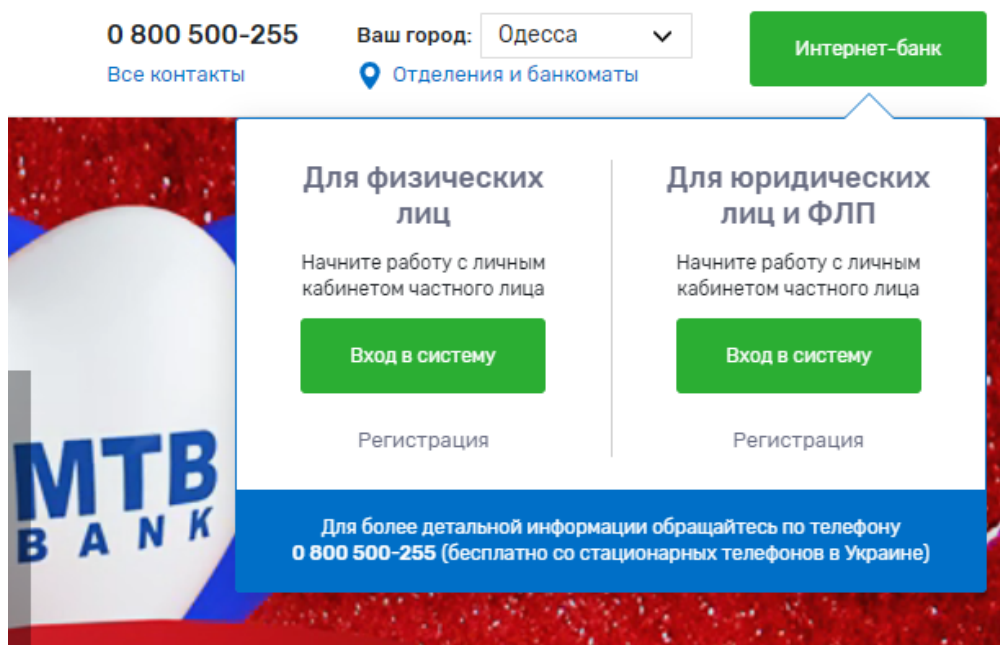 0 800 500-255
Ваш город: Одесса
Интернет-банк
Все контакты
Отделения и банкоматы
Для физических
лиц
Начните работу с личным
кабинетом частного лица
Вход в систему
Регистрация
Для юридических
лиц и ФЛП
Начните работу с личным
кабинетом частного лица
Вход в систему
Регистрация
Для более детальной информации обращайтесь по телефону
0 800 500-255 (бесплатно со стационарных телефонов в Украине)
MTB
BANK